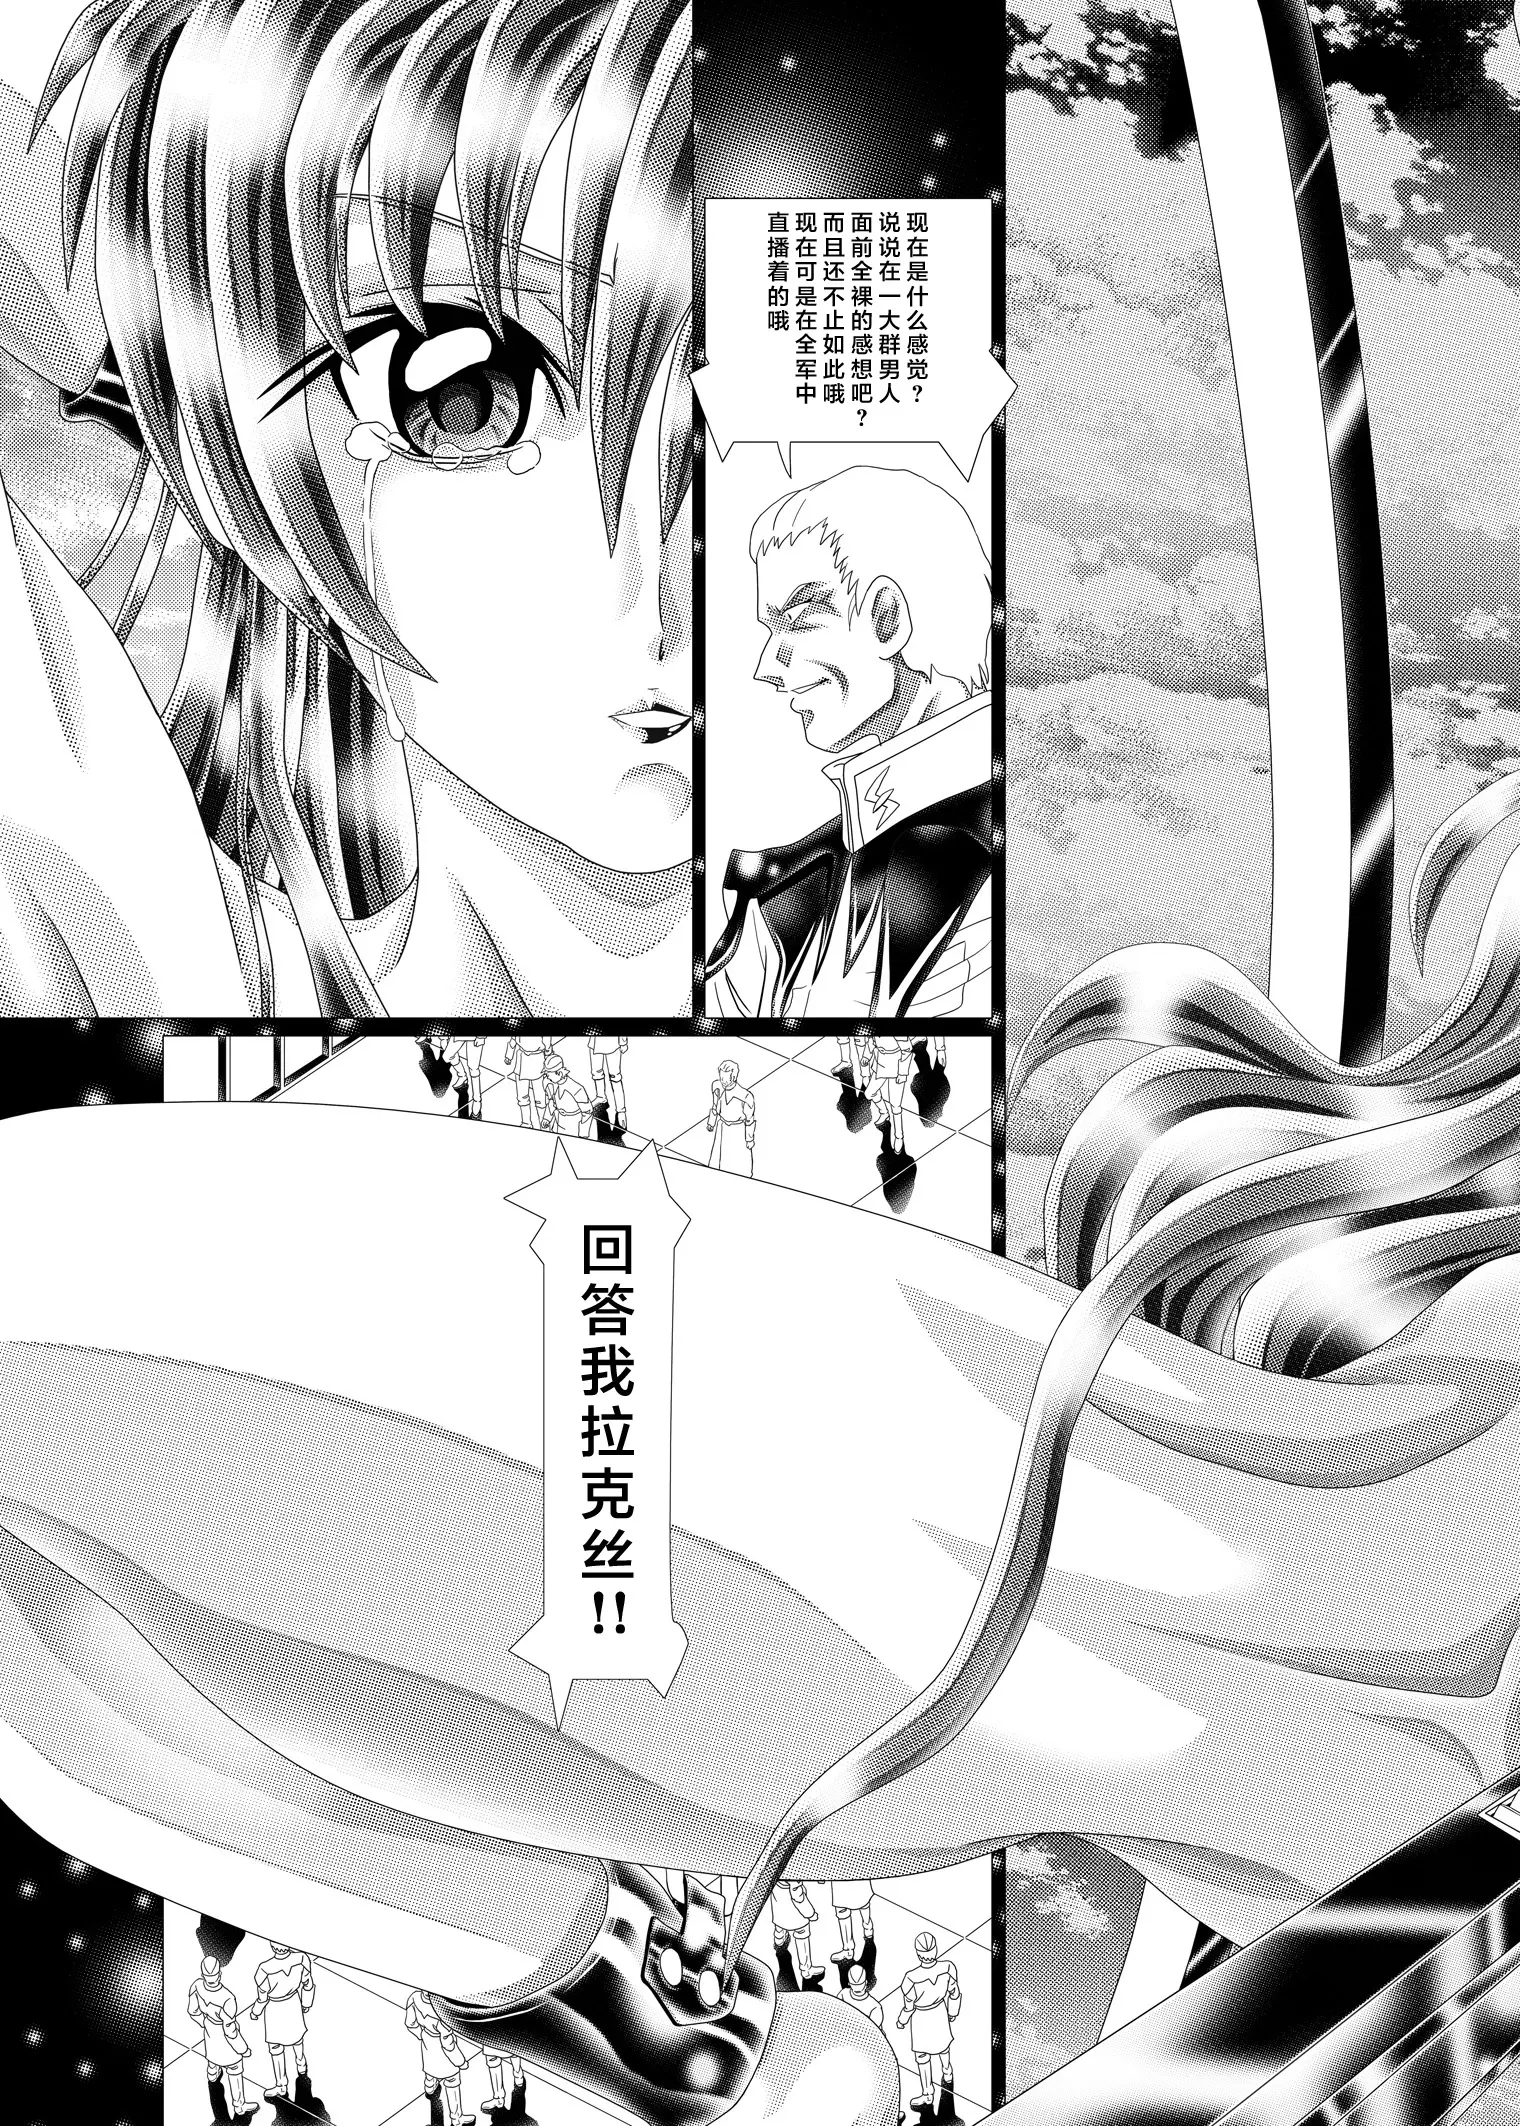 现在是什么感觉?
说说在一大群男人
面前全裸的感想吧?
而且还不止如此哦
现在可是在全军中
直播着的哦
回答我拉克丝!!